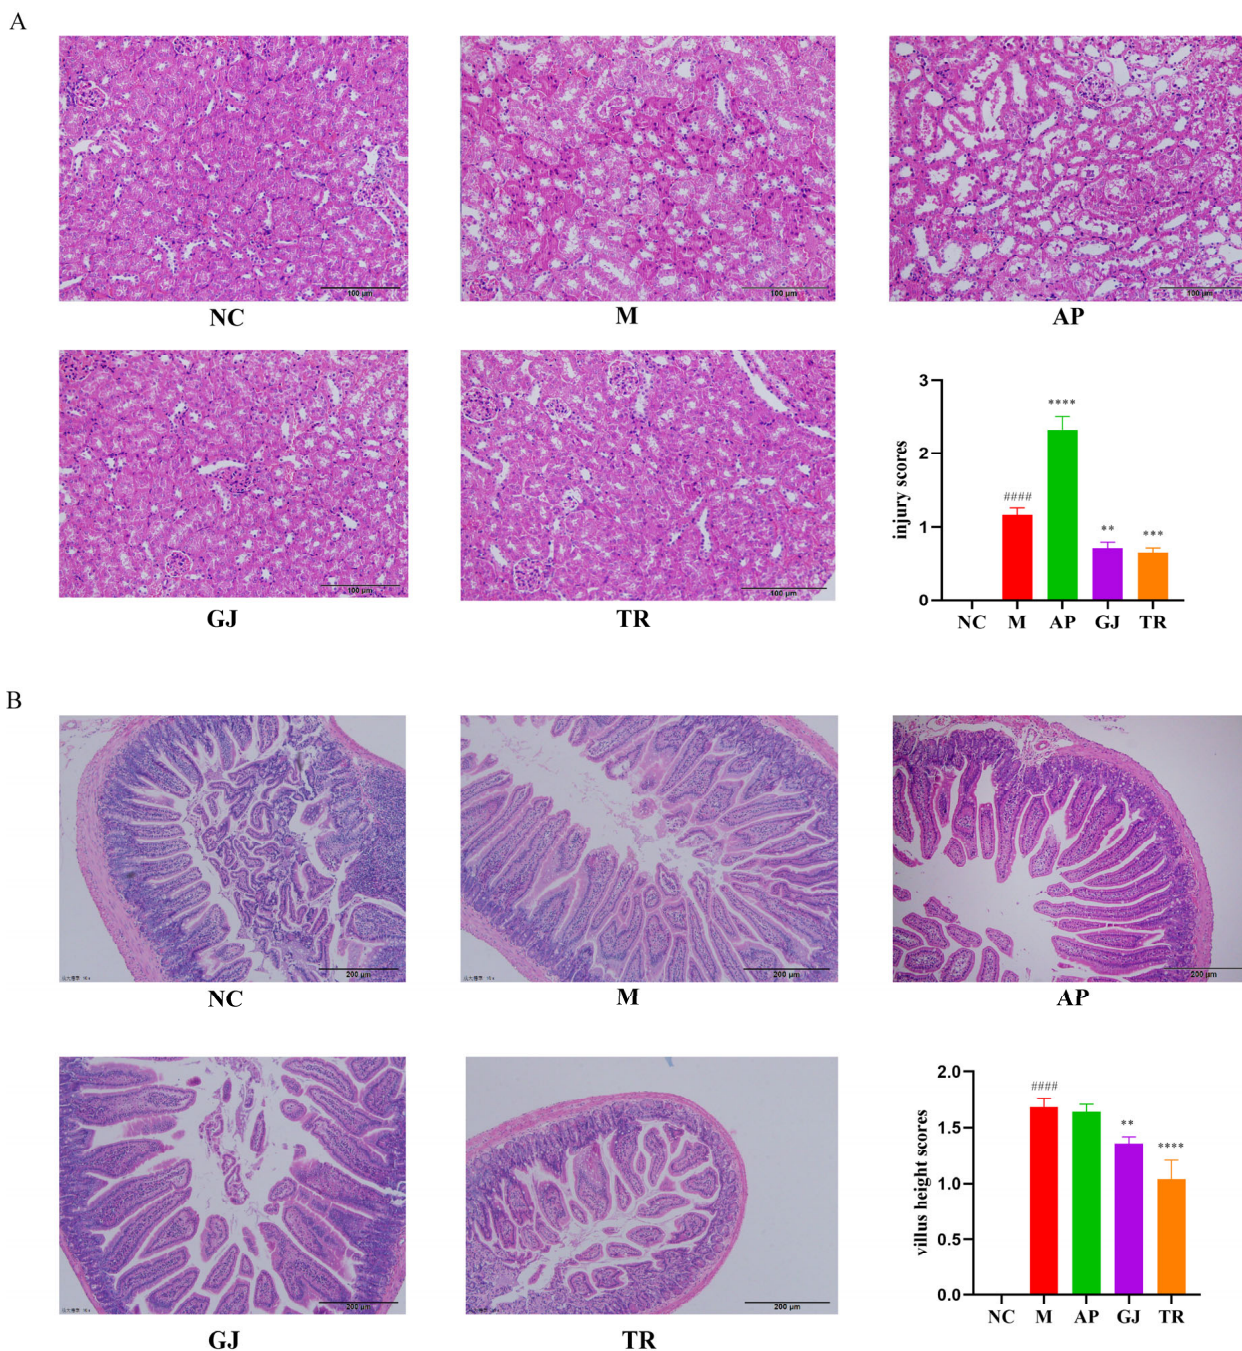 A
100 µm
100 µm
100 µm
NC
M
AP
100 µm
100 µm
GJ
TR
injury scores
3
2
1
0
####
****
**
***
NC M AP GJ TR
B
200 µm
200 µm
200 µm
NC
M
AP
200 µm
200 µm
GJ
TR
villus height scores
2.0
1.5
1.0
0.5
0.0
####
**
****
NC M AP GJ TR